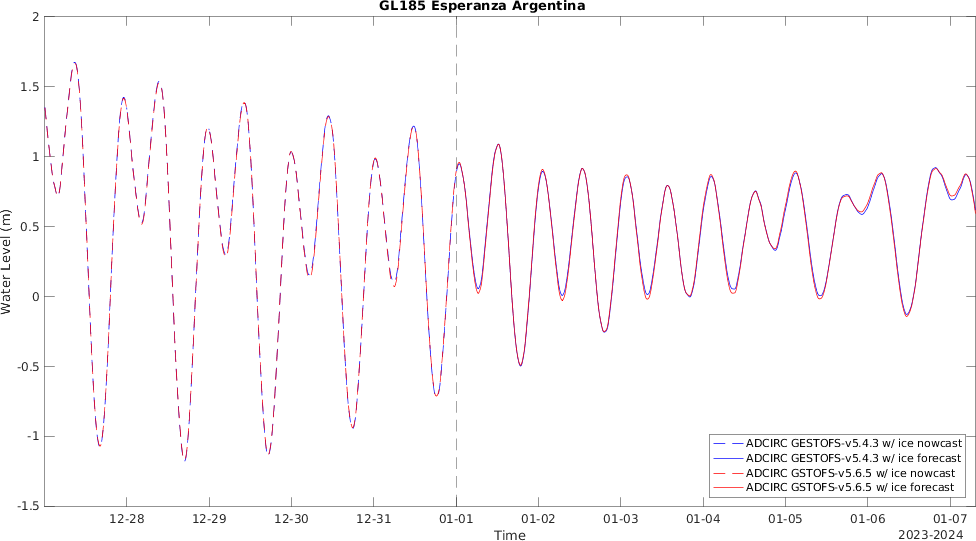 GL185 Esperanza Argentina
2
1.5
1
0.5
0
-0.5
-1
-1.5
Water Level (m)
ADCIRC GESTOFS-v5.4.3 w/ ice nowcast
ADCIRC GESTOFS-v5.4.3 w/ ice forecast
ADCIRC GSTOFS-v5.6.5 w/ ice nowcast
ADCIRC GSTOFS-v5.6.5 w/ ice forecast
12-28 12-29 12-30 12-31 01-01 01-02 01-03 01-04 01-05 01-06 01-07
Time
2023-2024